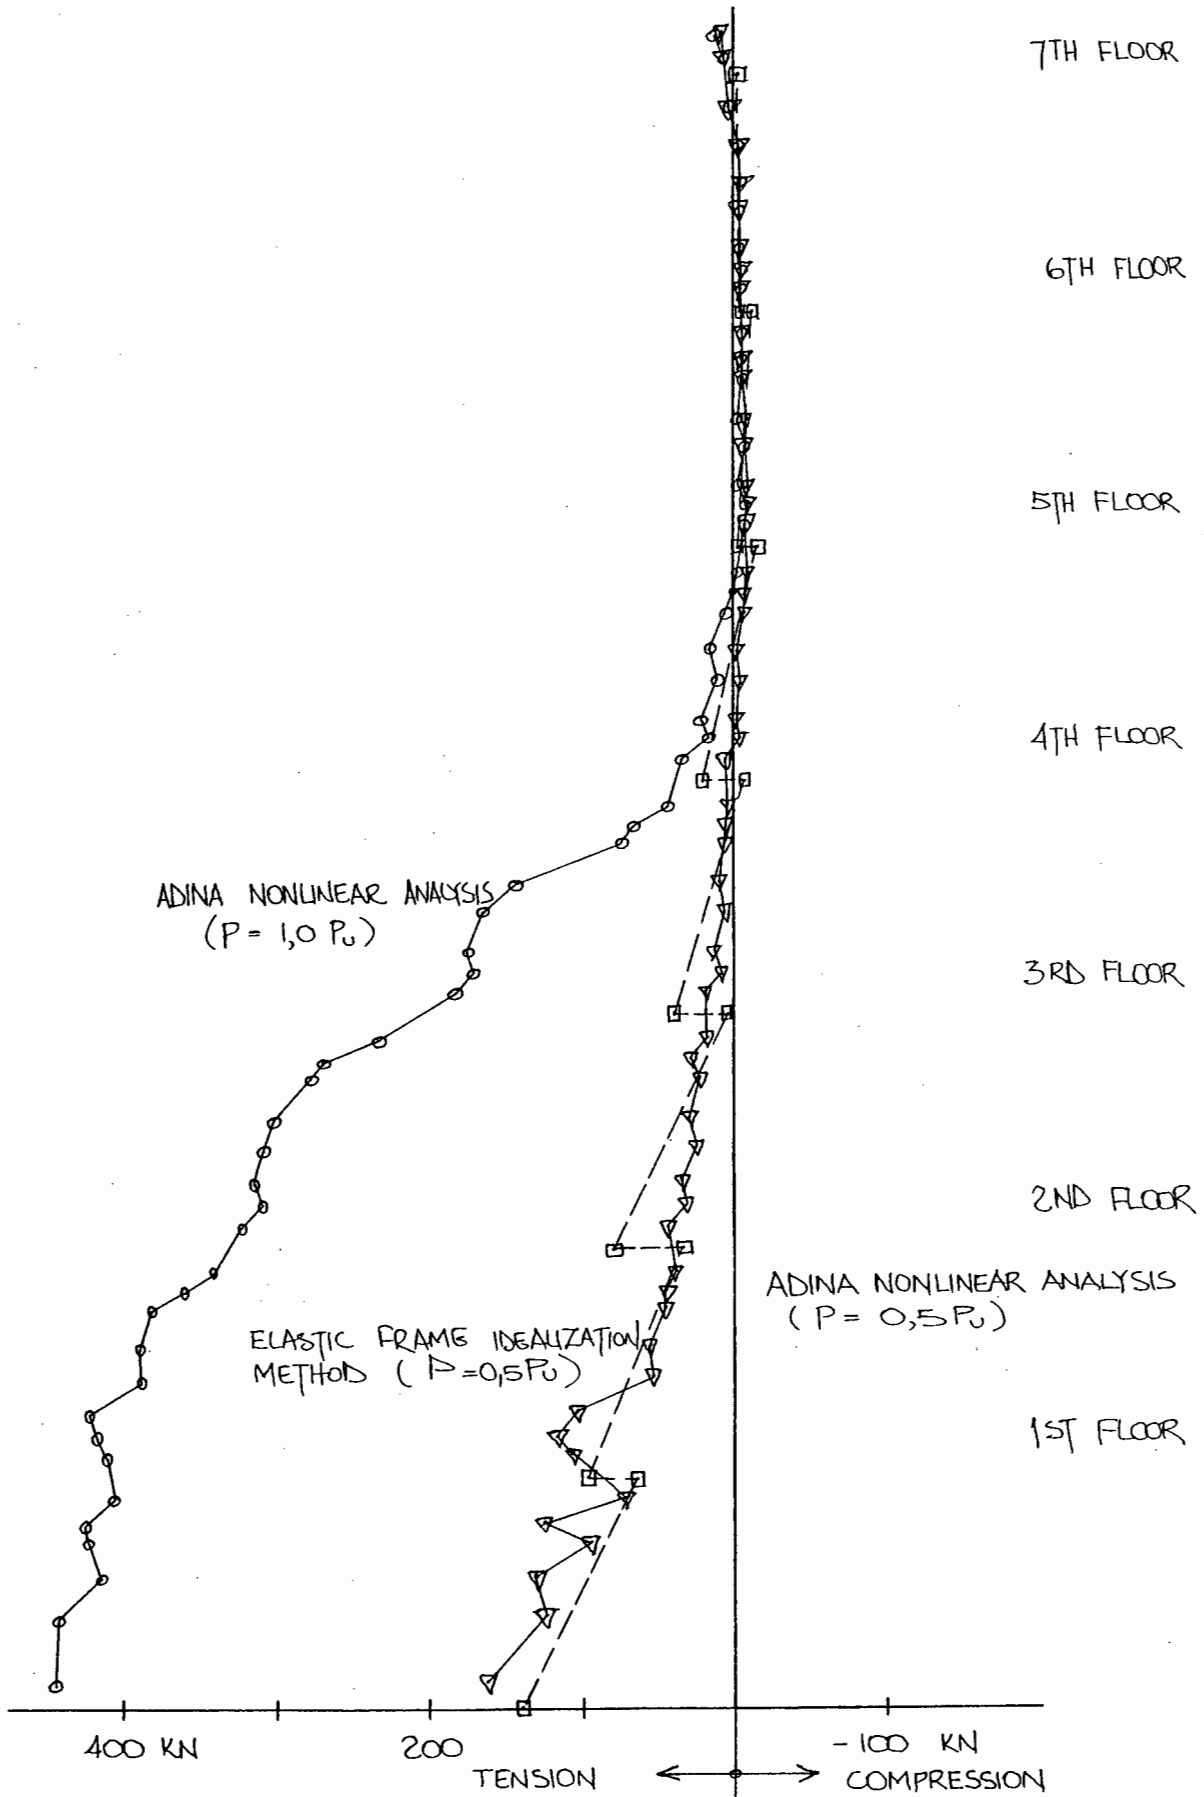 7TH FLOOR
6TH FLOOR
5TH FLOOR
4TH FLOOR
ADINA NONLINEAR ANALYSIS
(P = 1,0 Pu)
3RD FLOOR
2ND FLOOR
ADINA NONLINEAR ANALYSIS
(P = 0,5 Pu)
ELASTIC FRAME IDEALIZATION
METHOD (P=0,5Pu)
1ST FLOOR
400 KN 200 -100 KN
TENSION COMPRESSION